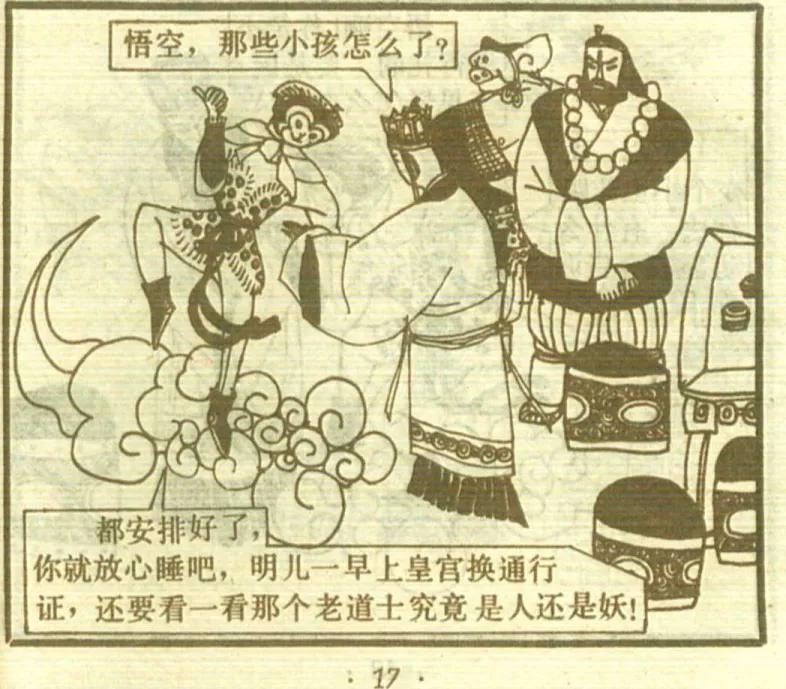 悟空，那些小孩怎么了？
都安排好了，
你就放心睡吧，明儿一早上皇宫换通行
证，还要看一看那个老道士究竟是人还是妖！
· 17 ·